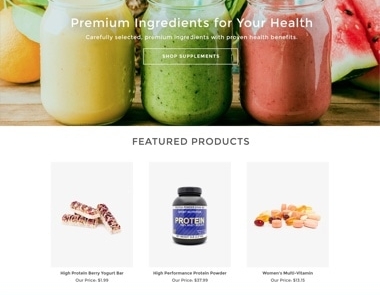 Premium Ingredients for Your Health
Carefully selected, premium ingredients with proven health benefits.
SHOP SUPPLEMENTS
FEATURED PRODUCTS
PROTEIN
High Protein Berry Yogurt Bar
Our Price: $1.99
High Performance Protein Powder
Our Price: $37.99
Women's Multi-Vitamin
Our Price: $13.15